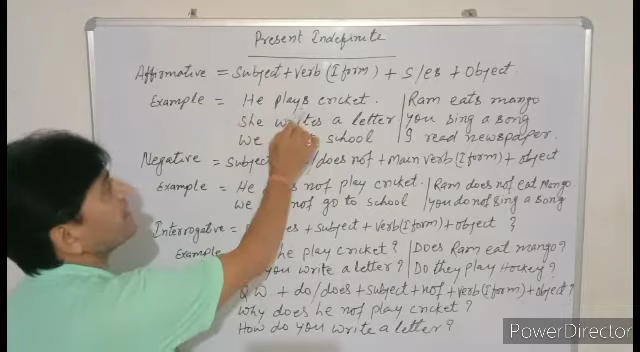 Present Indefinite
Affirmative = Subject + Verb (I form) + s/es + Object.
Example = He plays cricket. | Ram eats mango
She writes a letter | You sing a song
We school | I read newspaper.
Negative = Subject /does not + Main verb (I form) + object
Example = He not play cricket. | Ram does not eat Mango.
We not go to school | You do not sing a song
Interrogative = + Subject + Verb (I form) + object ?
Example he play cricket? | Does Ram eat mango?
you write a letter? | Do they play Hockey?
QW + do/does + subject + not + verb (I form) + object?
Why does he not play cricket?
How do you write a letter?
PowerDirector